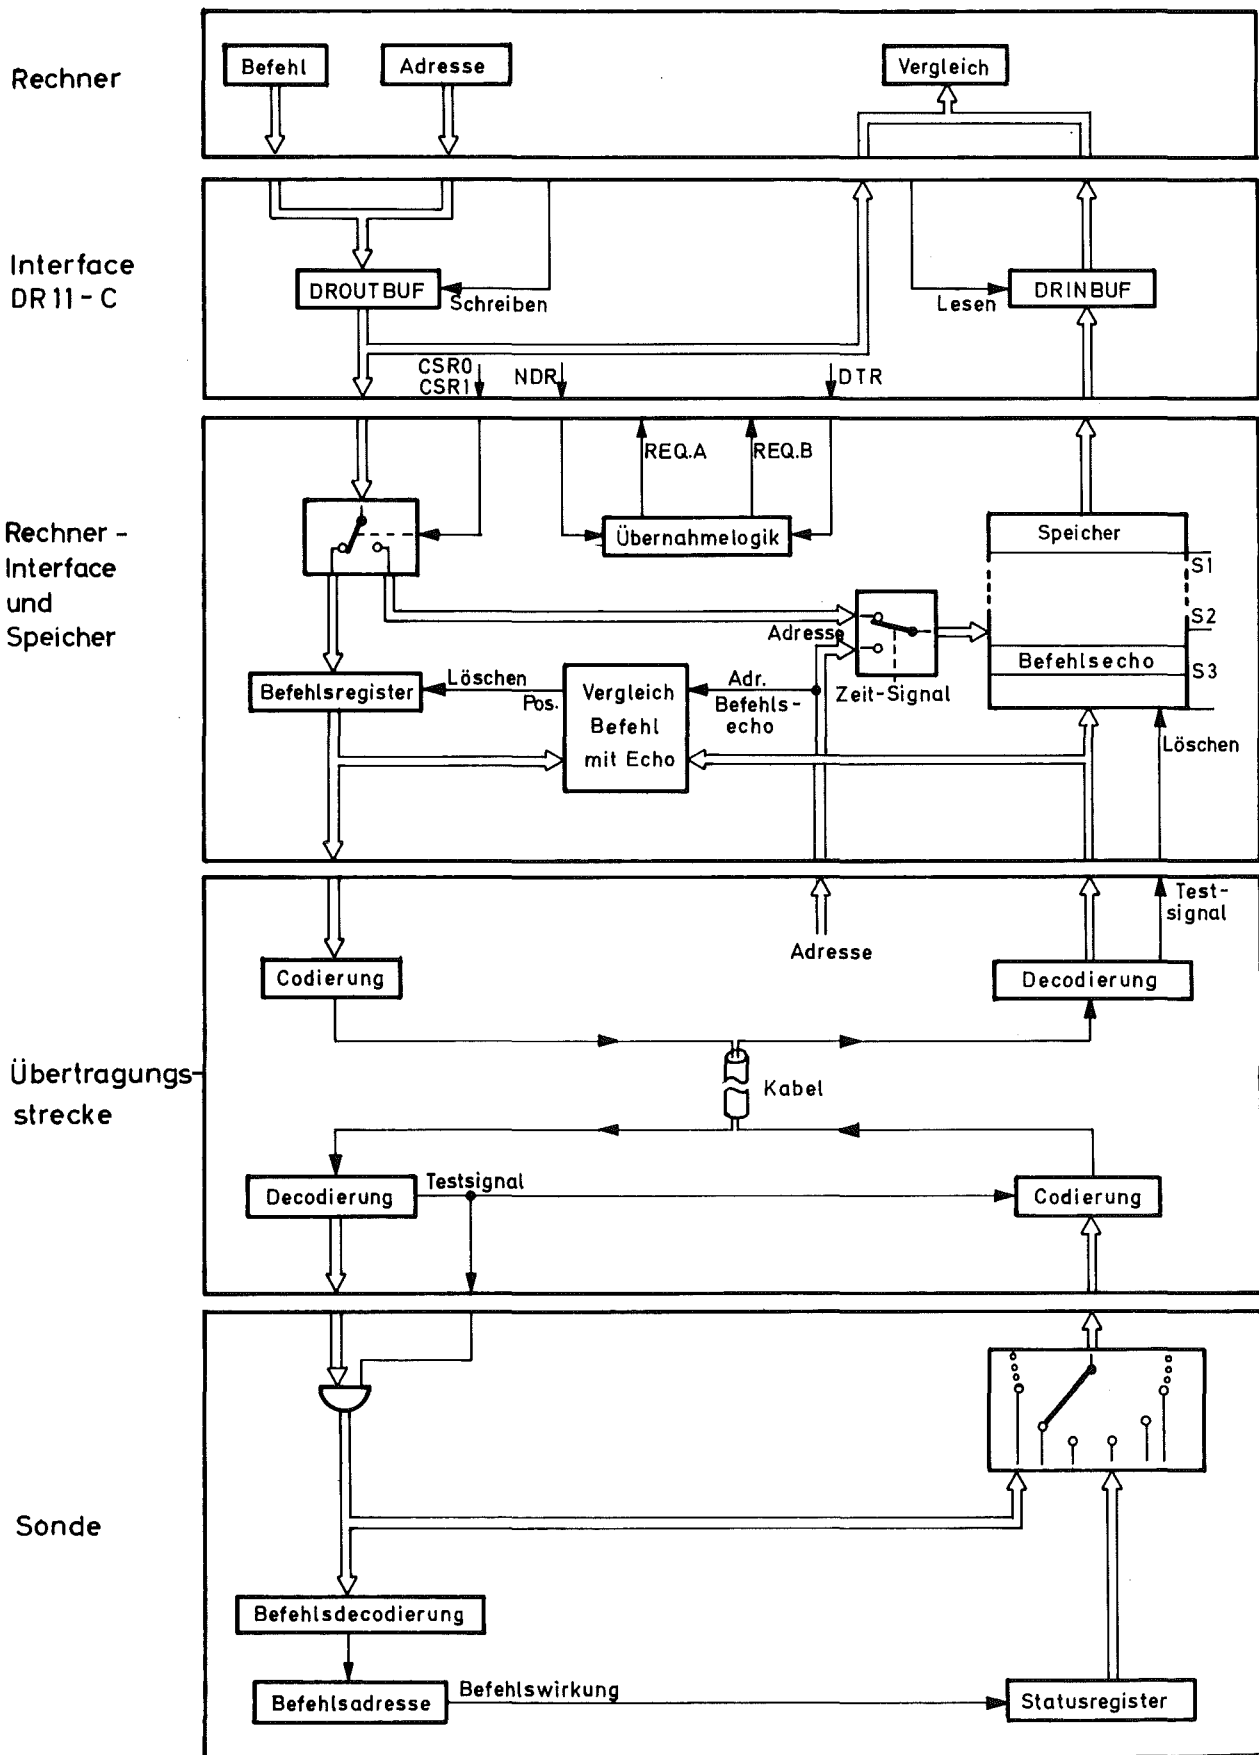 Rechner
Befehl
Adresse
Vergleich
Interface
DR11-C
DROUTBUF
Schreiben
Lesen
DRINBUF
CSR0
CSR1
NDR
DTR
REQ.A
REQ.B
Rechner-
Interface
und
Speicher
Übernahmelogik
Speicher
S1
S2
S3
Adresse
Befehlsecho
Zeit-Signal
Befehlsregister
Löschen
Pos.
Vergleich
Befehl
mit Echo
Adr.
Befehls-
echo
Löschen
Test-
signal
Adresse
Codierung
Decodierung
Übertragungs-
strecke
Kabel
Decodierung
Testsignal
Codierung
Sonde
Befehlsdecodierung
Befehlsadresse
Befehlswirkung
Statusregister